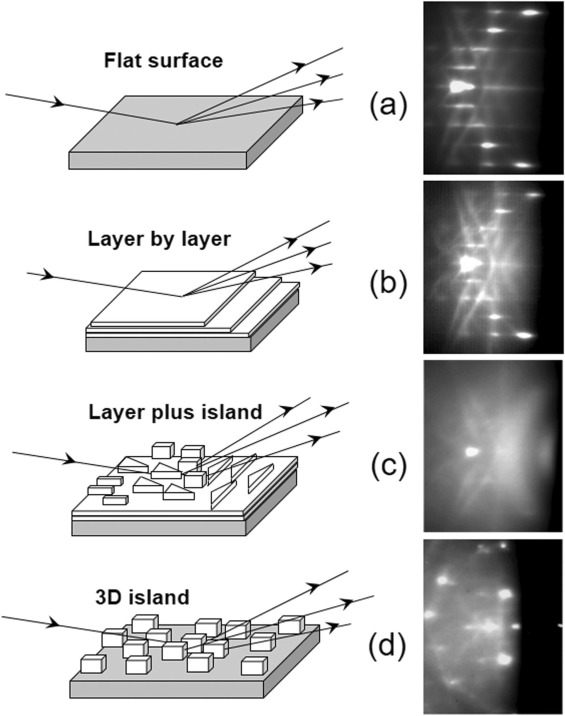 Flat surface
(a)
Layer by layer
(b)
Layer plus island
(c)
3D island
(d)